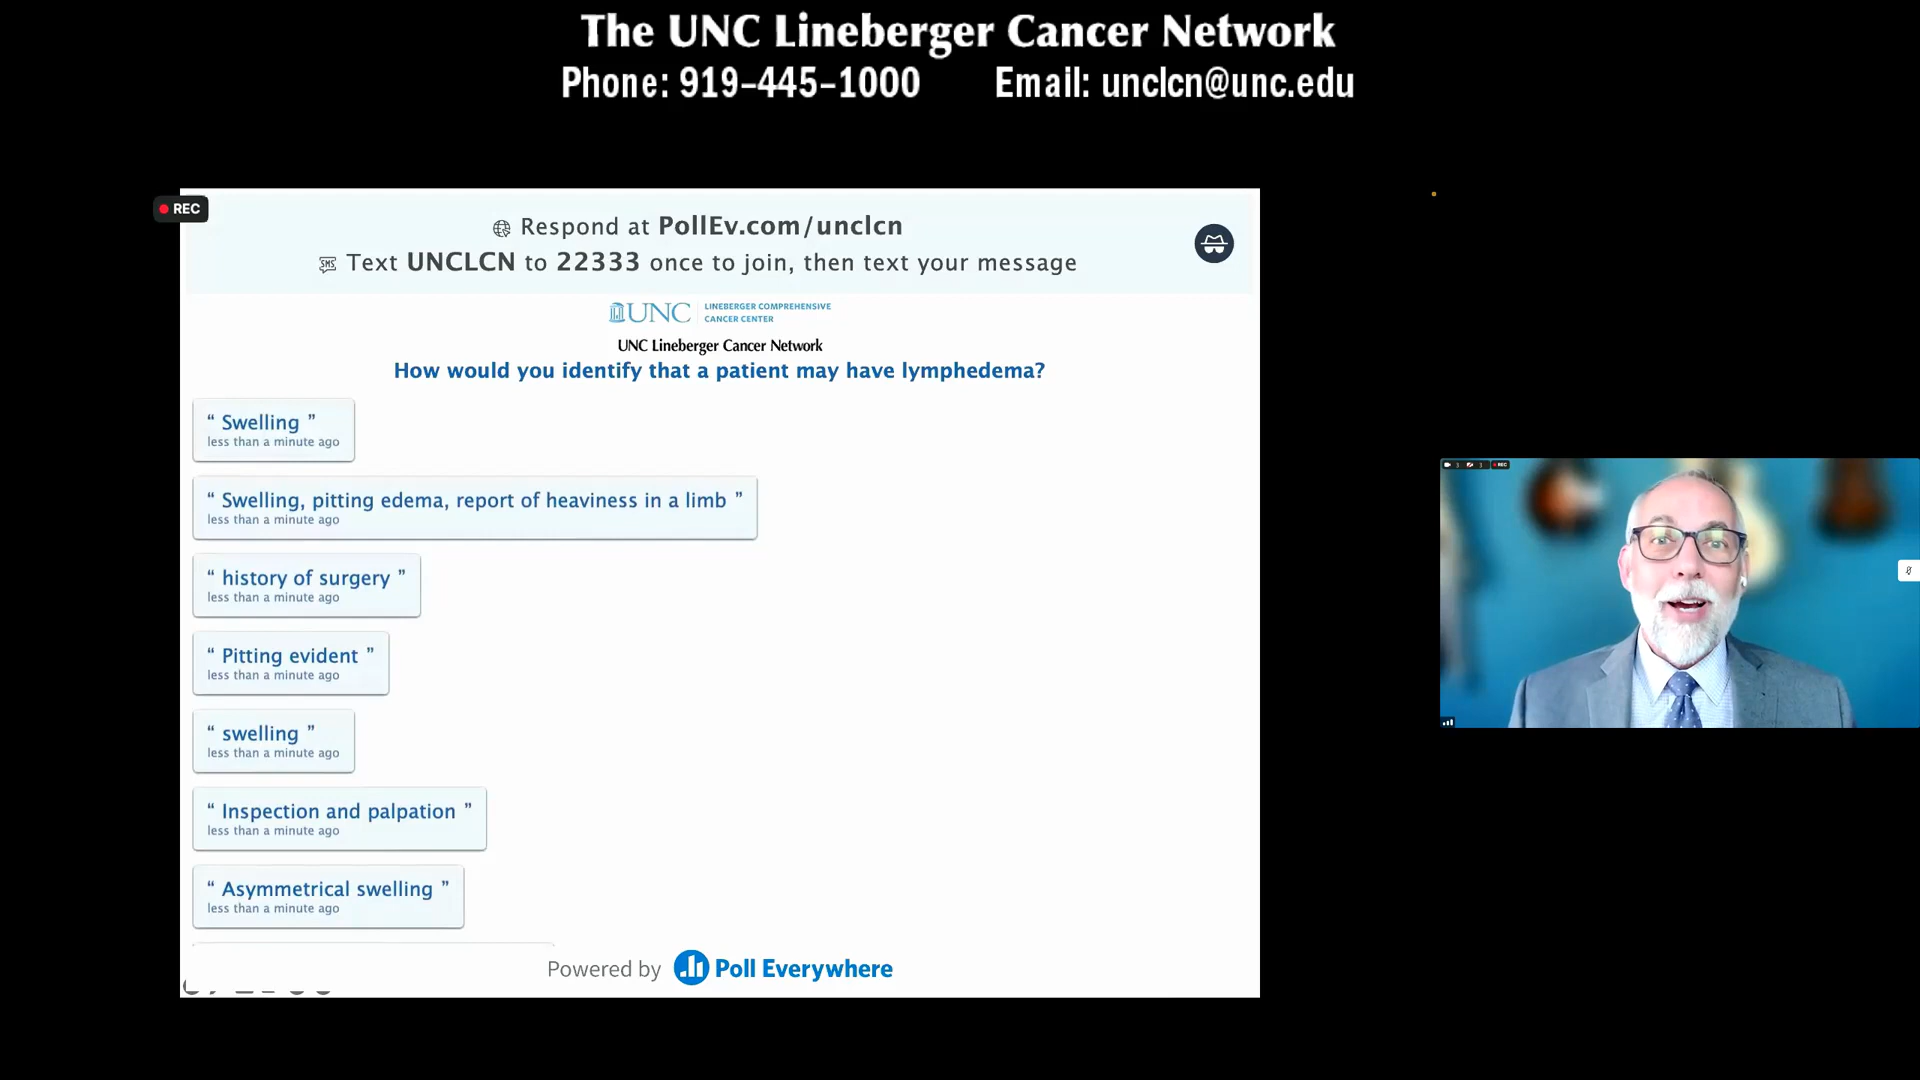 The UNC Lineberger Cancer Network
Phone: 919-445-1000 Email: unclcn@unc.edu
REC
Respond at PollEv.com/unclcn
SMS Text UNCLCN to 22333 once to join, then text your message
UNC LINEBERGER COMPREHENSIVE
CANCER CENTER
UNC Lineberger Cancer Network
How would you identify that a patient may have lymphedema?
“ Swelling ”
less than a minute ago
“ Swelling, pitting edema, report of heaviness in a limb ”
less than a minute ago
“ history of surgery ”
less than a minute ago
“ Pitting evident ”
less than a minute ago
“ swelling ”
less than a minute ago
“ Inspection and palpation ”
less than a minute ago
“ Asymmetrical swelling ”
less than a minute ago
Powered by Poll Everywhere
REC